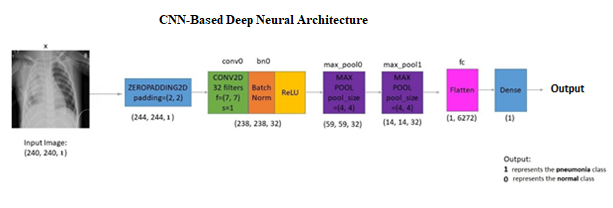 CNN-Based Deep Neural Architecture
x
conv0
bn0
max_pool0
max_pool1
fc
ZEROPADDING2D
padding=(2, 2)
CONV2D
32 filters
f=(7, 7)
s=1
Batch
Norm
ReLU
MAX
POOL
pool_size
=(4, 4)
MAX
POOL
pool_size
=(4, 4)
Flatten
Dense
Output
(244, 244, 1)
(238, 238, 32)
(59, 59, 32)
(14, 14, 32)
(1, 6272)
(1)
Input Image:
(240, 240, 1)
Output:
1 represents the pneumonia class
0 represents the normal class